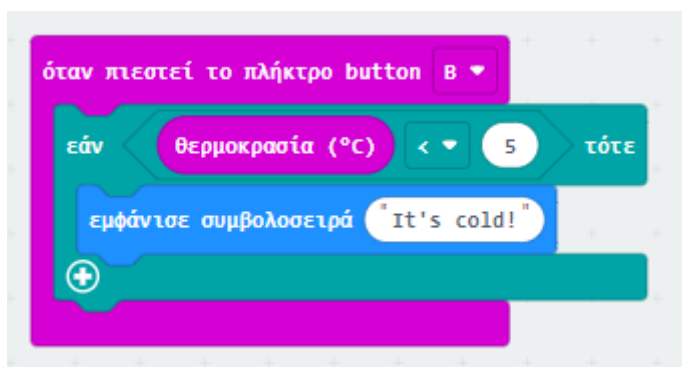 όταν πιεστεί το πλήκτρο button B
εάν θερμοκρασία (°C) < 5 τότε
εμφάνισε συμβολοσειρά "It's cold!"